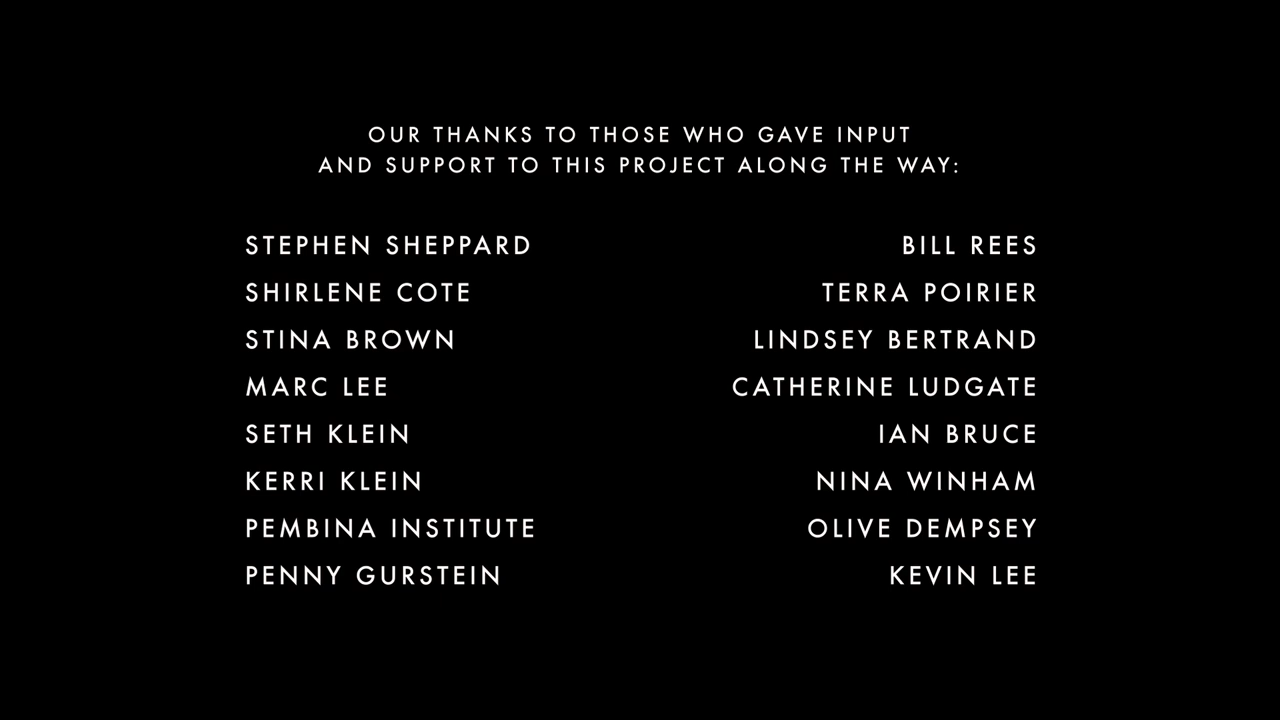 OUR THANKS TO THOSE WHO GAVE INPUT
AND SUPPORT TO THIS PROJECT ALONG THE WAY:
STEPHEN SHEPPARD
SHIRLENE COTE
STINA BROWN
MARC LEE
SETH KLEIN
KERRI KLEIN
PEMBINA INSTITUTE
PENNY GURSTEIN
BILL REES
TERRA POIRIER
LINDSEY BERTRAND
CATHERINE LUDGATE
IAN BRUCE
NINA WINHAM
OLIVE DEMPSEY
KEVIN LEE